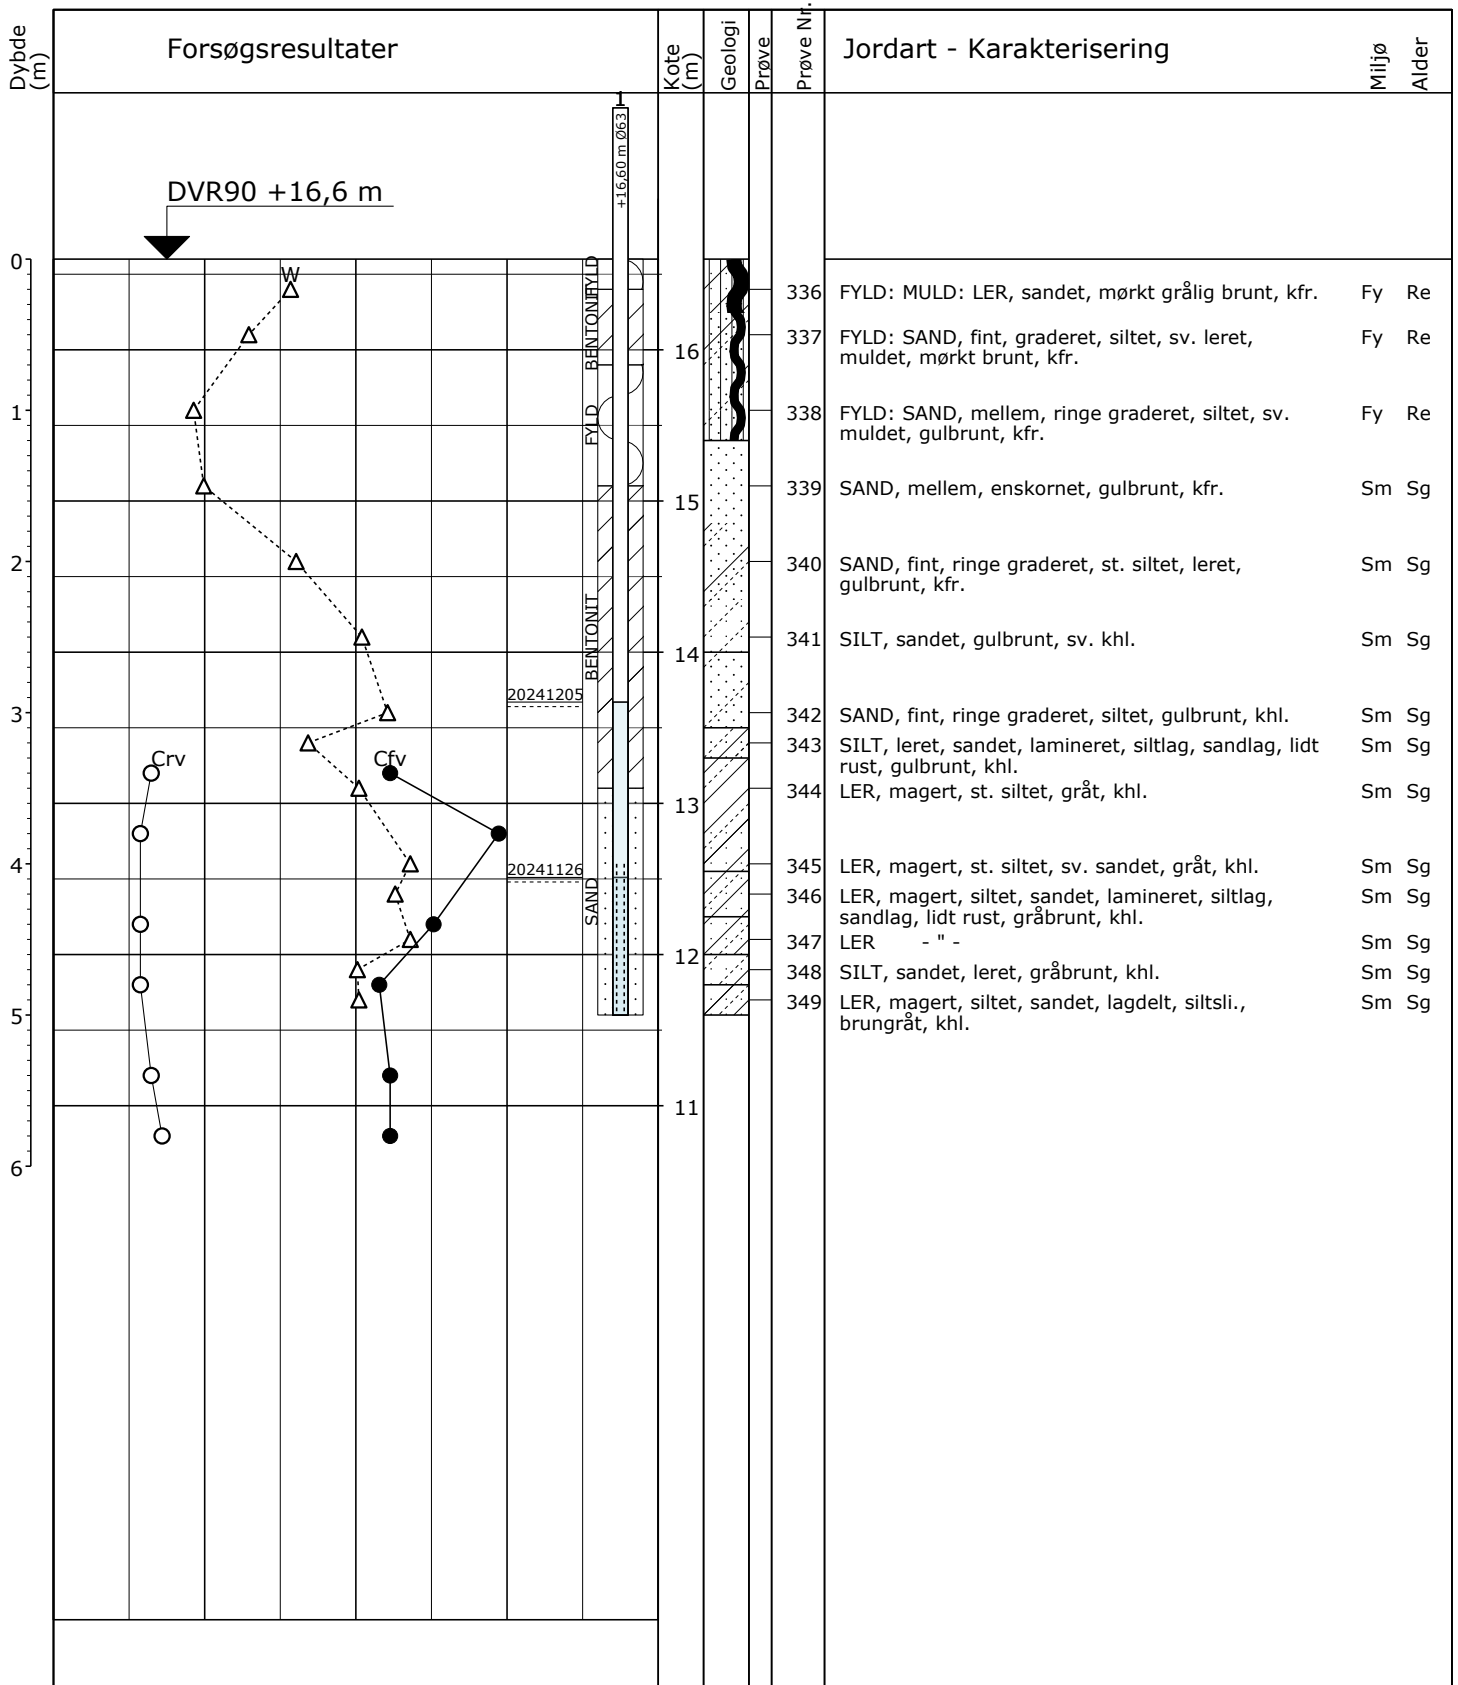 Dybde
(m)
Forsøgsresultater
Kote
(m)
Geologi
Prøve
Prøve Nr.
Jordart - Karakterisering
Miljø
Alder
1
+16,60 m Ø63
DVR90 +16,6 m
0
W
FYLD
BENTONIT
336 FYLD: MULD: LER, sandet, mørkt grålig brunt, kfr. Fy Re
337 FYLD: SAND, fint, graderet, siltet, sv. leret, Fy Re
muldet, mørkt brunt, kfr.
16
1
FYLD
338 FYLD: SAND, mellem, ringe graderet, siltet, sv. Fy Re
muldet, gulbrunt, kfr.
339 SAND, mellem, enskornet, gulbrunt, kfr. Sm Sg
15
2
340 SAND, fint, ringe graderet, st. siltet, leret, Sm Sg
gulbrunt, kfr.
BENTONIT
341 SILT, sandet, gulbrunt, sv. khl. Sm Sg
14
20241205
3
342 SAND, fint, ringe graderet, siltet, gulbrunt, khl. Sm Sg
343 SILT, leret, sandet, lamineret, siltlag, sandlag, lidt Sm Sg
rust, gulbrunt, khl.
Crv
Cfv
344 LER, magert, st. siltet, gråt, khl. Sm Sg
13
4
20241126
345 LER, magert, st. siltet, sv. sandet, gråt, khl. Sm Sg
346 LER, magert, siltet, sandet, lamineret, siltlag, Sm Sg
sandlag, lidt rust, gråbrunt, khl.
SAND
347 LER - " - Sm Sg
12
348 SILT, sandet, leret, gråbrunt, khl. Sm Sg
5
349 LER, magert, siltet, sandet, lagdelt, siltsli., Sm Sg
brungråt, khl.
11
6